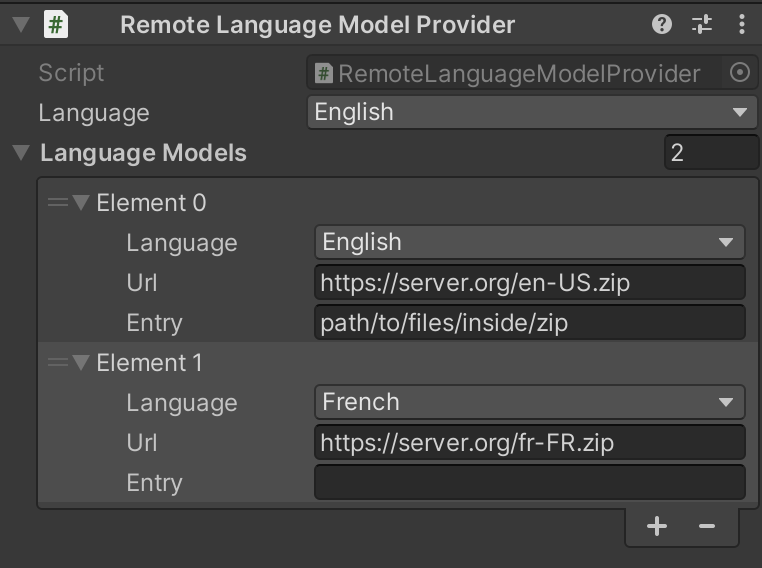 # Remote Language Model Provider ?
Script # RemoteLanguageModelProvider
Language English
Language Models 2
Element 0
Language English
Url https://server.org/en-US.zip
Entry path/to/files/inside/zip
Element 1
Language French
Url https://server.org/fr-FR.zip
Entry
+ −